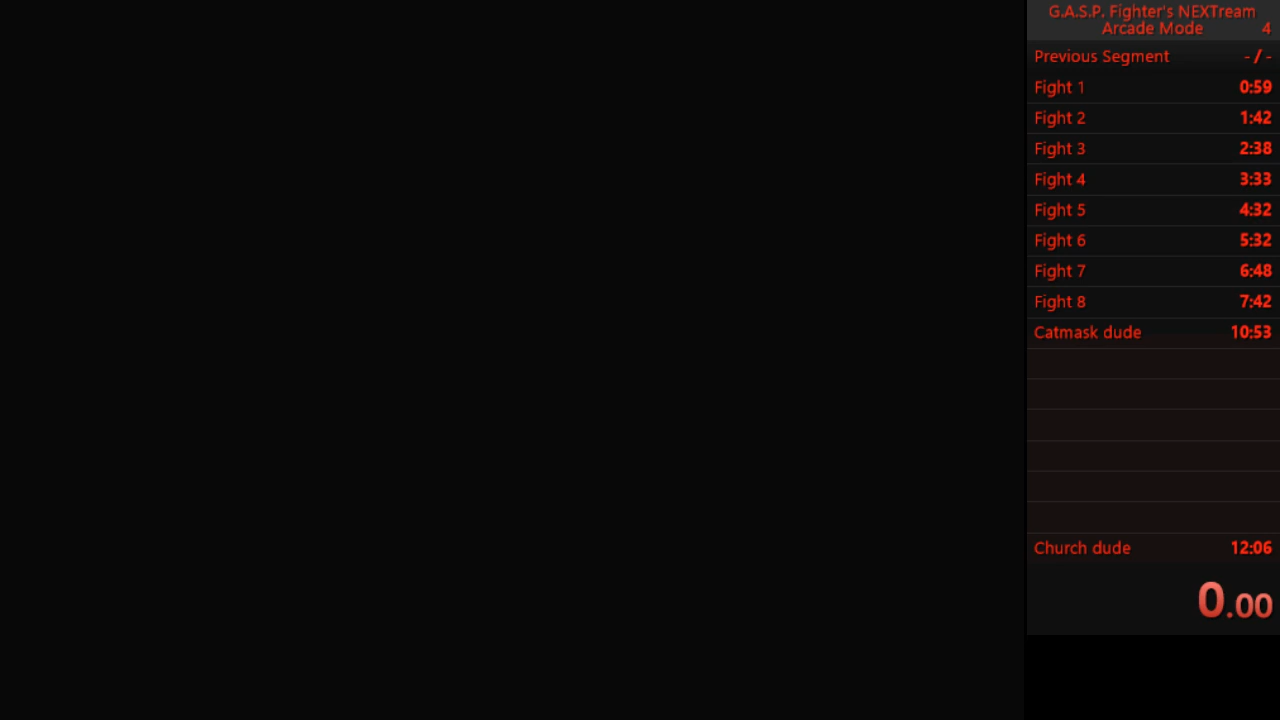 G.A.S.P. Fighter's NEXTream
Arcade Mode 4
Previous Segment - / -
Fight 1 0:59
Fight 2 1:42
Fight 3 2:38
Fight 4 3:33
Fight 5 4:32
Fight 6 5:32
Fight 7 6:48
Fight 8 7:42
Catmask dude 10:53
Church dude 12:06
0.00